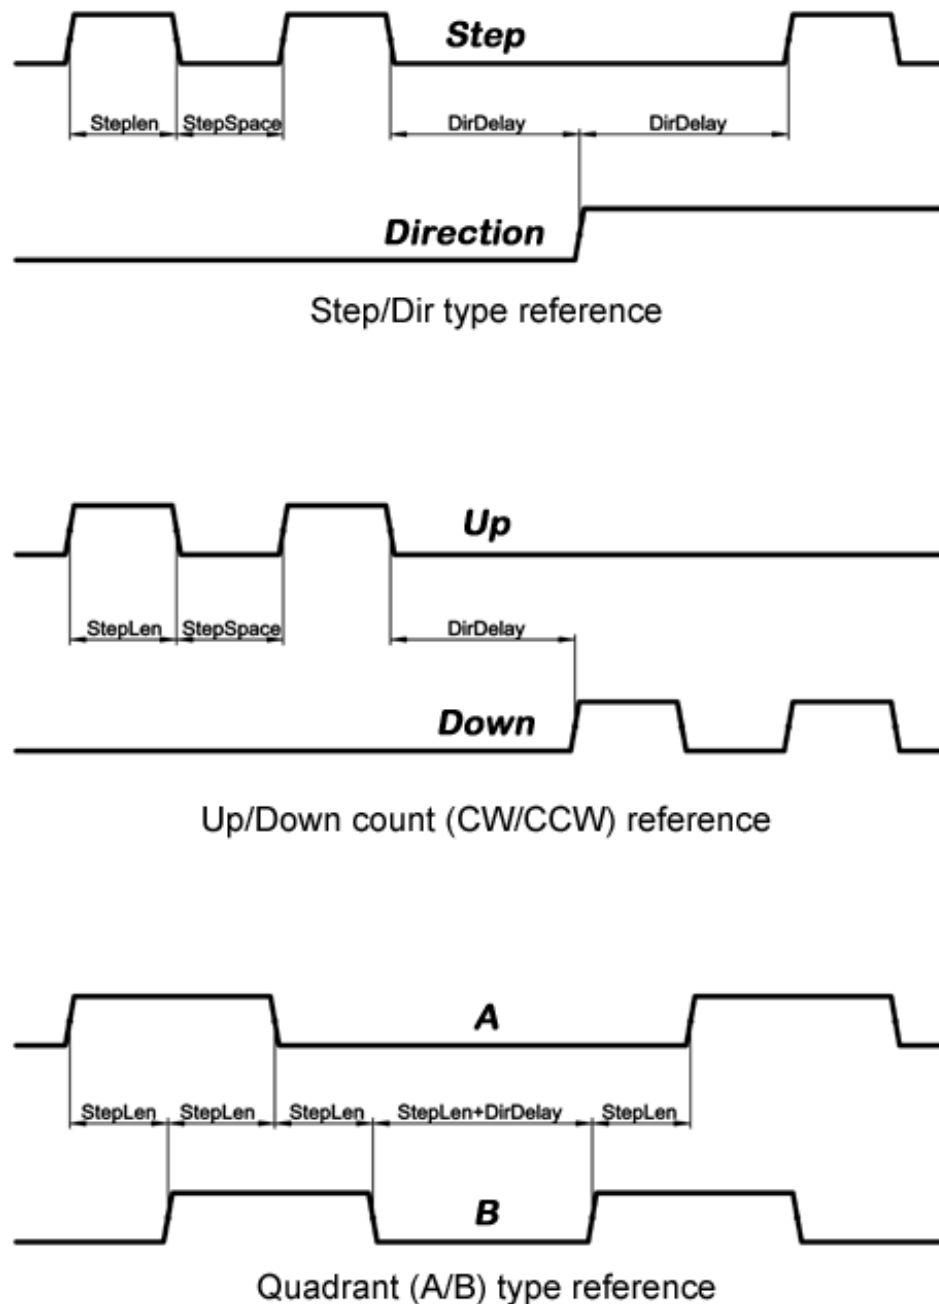 Step
Steplen StepSpace DirDelay DirDelay
Direction
Step/Dir type reference
Up
StepLen StepSpace DirDelay
Down
Up/Down count (CW/CCW) reference
A
StepLen StepLen StepLen StepLen+DirDelay StepLen
B
Quadrant (A/B) type reference